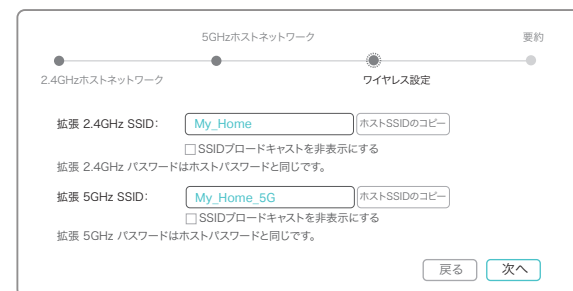 5GHzホストネットワーク 要約
2.4GHzホストネットワーク ワイヤレス設定
拡張 2.4GHz SSID: My_Home ホストSSIDのコピー
SSIDブロードキャストを非表示にする
拡張 2.4GHz パスワードはホストパスワードと同じです。
拡張 5GHz SSID: My_Home_5G ホストSSIDのコピー
SSIDブロードキャストを非表示にする
拡張 5GHz パスワードはホストパスワードと同じです。
戻る 次へ